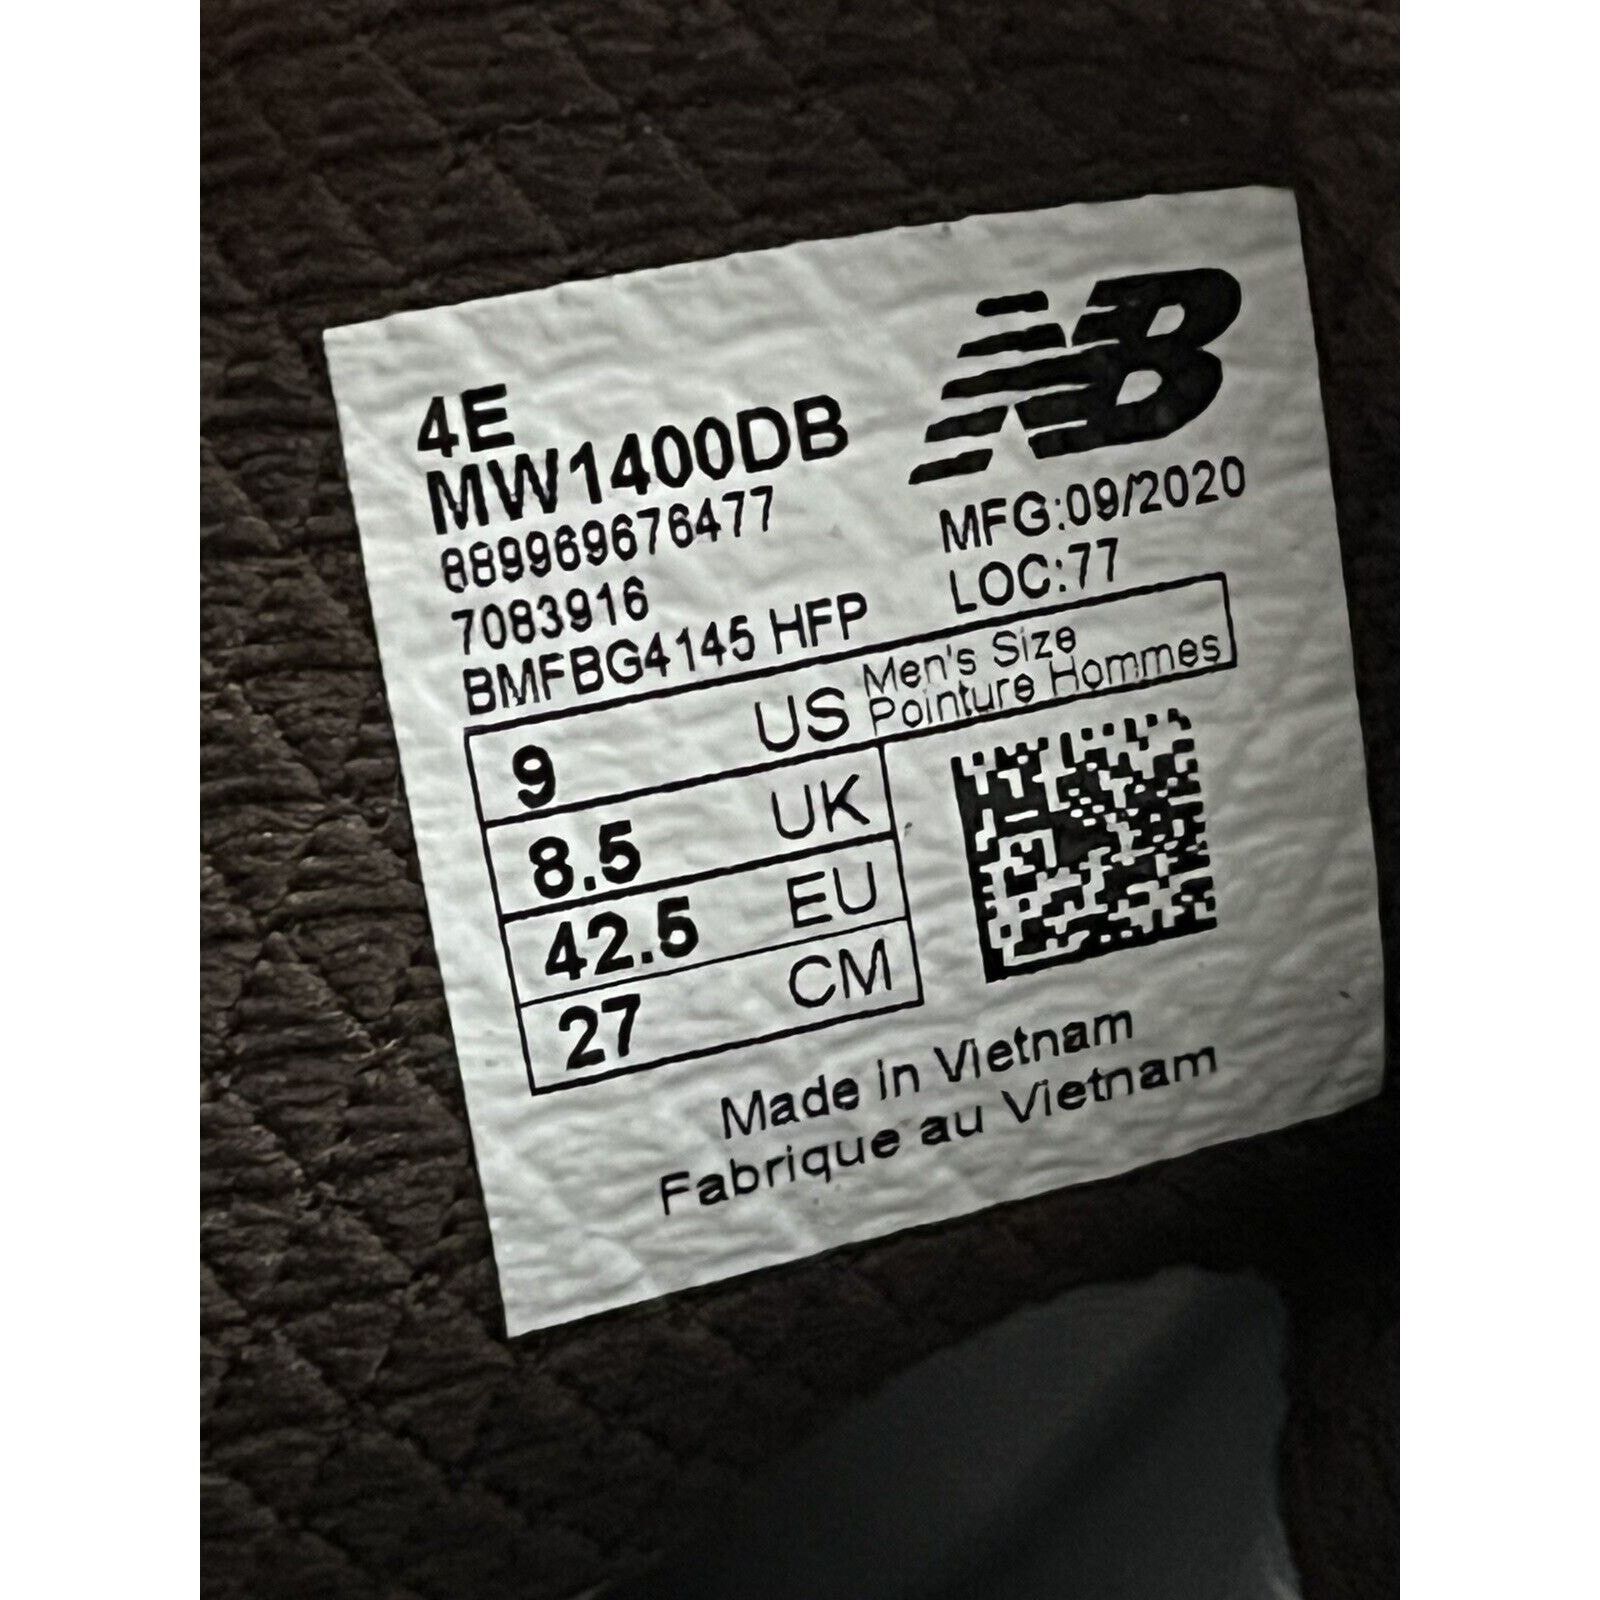 4E
MW1400DB
889969676477
7083916
BMFBG4145 HFP
NB
MFG:09/2020
LOC:77
9 US Men's Size
Pointure Hommes
8.5 UK
42.5 EU
27 CM
Made in Vietnam
Fabrique au Vietnam